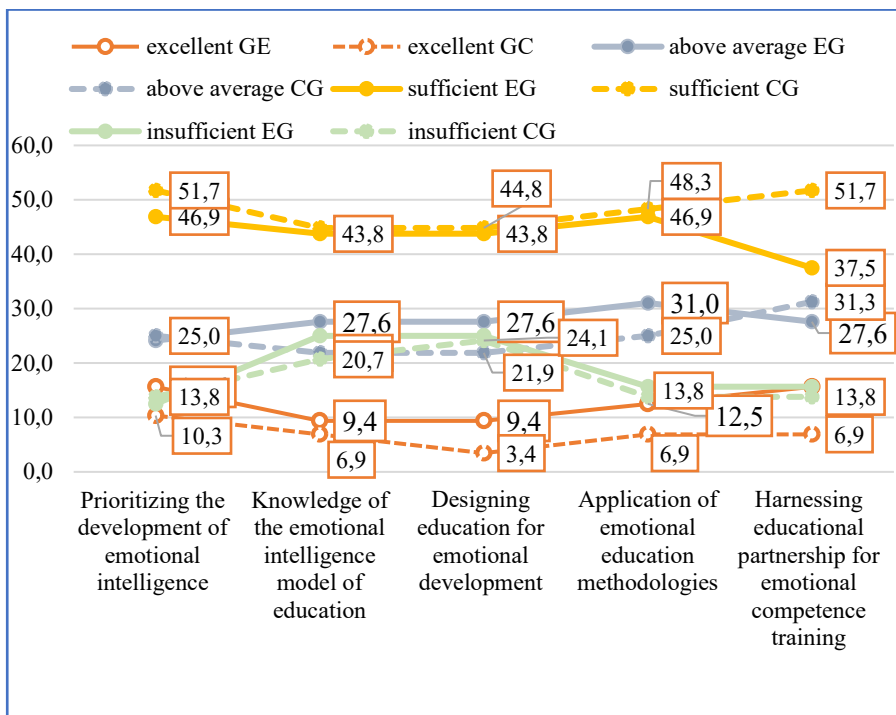 excellent GE
excellent GC
above average EG
above average CG
sufficient EG
sufficient CG
insufficient EG
insufficient CG
60,0
50,0
40,0
30,0
20,0
10,0
0,0
51,7
46,9
25,0
13,8
10,3
43,8
27,6
20,7
9,4
6,9
44,8
43,8
27,6
24,1
21,9
9,4
3,4
48,3
46,9
31,0
25,0
13,8
12,5
6,9
51,7
37,5
31,3
27,6
13,8
6,9
Prioritizing the
development of
emotional
intelligence
Knowledge of
the emotional
intelligence
model of
education
Designing
education for
emotional
development
Application of
emotional
education
methodologies
Harnessing
educational
partnership for
emotional
competence
training